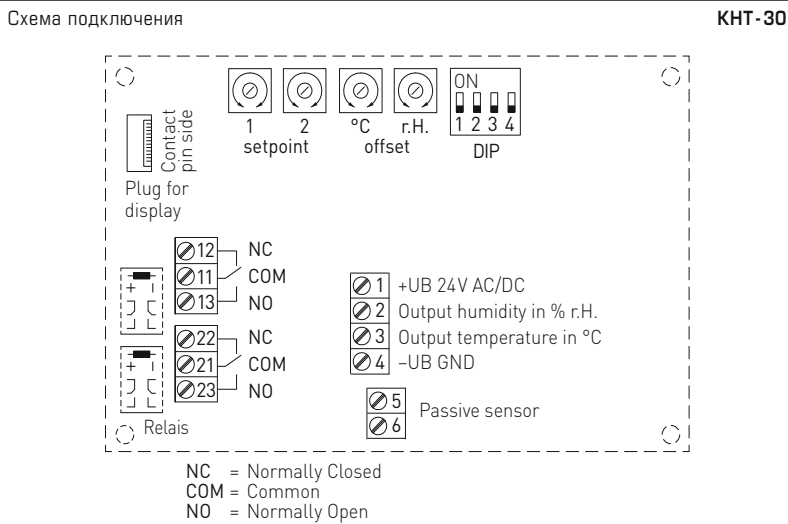 Схема подключения
КНТ-30
ON
1 2 3 4
DIP
1 2
setpoint
°C r.H.
offset
Contact
pin side
Plug for
display
12 NC
11 COM
13 NO
+ -
22 NC
21 COM
23 NO
+ -
Relais
1 +UB 24V AC/DC
2 Output humidity in % r.H.
3 Output temperature in °C
4 –UB GND
5
6
Passive sensor
NC = Normally Closed
COM = Common
NO = Normally Open